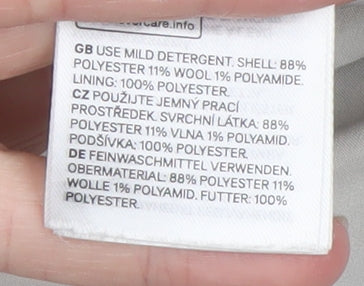 care.info
GB USE MILD DETERGENT. SHELL: 88%
POLYESTER 11% WOOL 1% POLYAMIDE.
LINING: 100% POLYESTER.
CZ POUŽIJTE JEMNÝ PRACÍ
PROSTŘEDEK. SVRCHNÍ LÁTKA: 88%
POLYESTER 11% VLNA 1% POLYAMID.
PODŠÍVKA: 100% POLYESTER.
DE FEINWASCHMITTEL VERWENDEN.
OBERMATERIAL: 88% POLYESTER 11%
WOLLE 1% POLYAMID. FUTTER: 100%
POLYESTER.